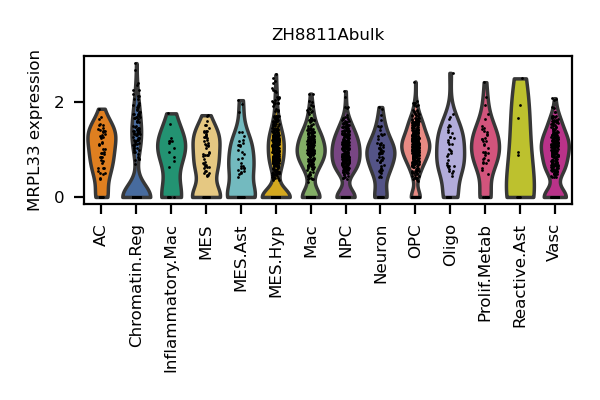 ZH8811Abulk
MRPL33 expression
2
0
AC
Chromatin.Reg
Inflammatory.Mac
MES
MES.Ast
MES.Hyp
Mac
NPC
Neuron
OPC
Oligo
Prolif.Metab
Reactive.Ast
Vasc